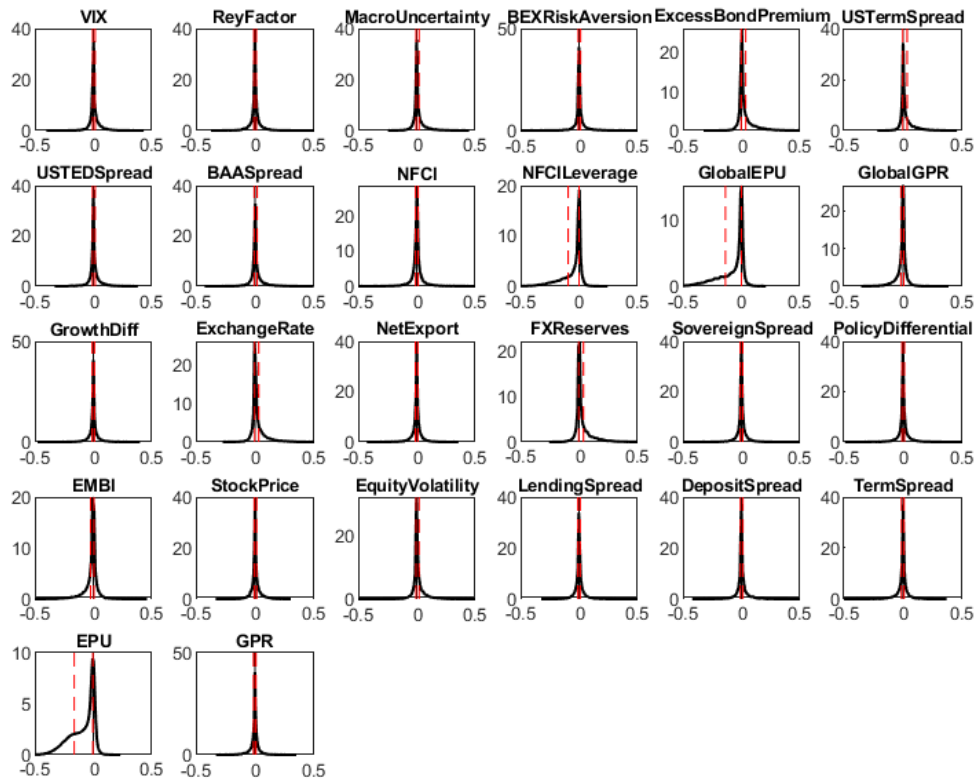 VIX
ReyFactor
MacroUncertainty
BEXRiskAversion
ExcessBondPremium
USTermSpread
40
20
0
-0.5 0 0.5
40
20
0
-0.5 0 0.5
40
20
0
-0.5 0 0.5
50
0
-0.5 0 0.5
20
10
0
-0.5 0 0.5
40
20
0
-0.5 0 0.5
USTEDSpread
BAASpread
NFCI
NFCILeverage
GlobalEPU
GlobalGPR
40
20
0
-0.5 0 0.5
40
20
0
-0.5 0 0.5
20
10
0
-0.5 0 0.5
20
10
0
-0.5 0 0.5
10
0
-0.5 0 0.5
20
10
0
-0.5 0 0.5
GrowthDiff
ExchangeRate
NetExport
FXReserves
SovereignSpread
PolicyDifferential
50
0
-0.5 0 0.5
20
10
0
-0.5 0 0.5
40
20
0
-0.5 0 0.5
20
10
0
-0.5 0 0.5
40
20
0
-0.5 0 0.5
40
20
0
-0.5 0 0.5
EMBI
StockPrice
EquityVolatility
LendingSpread
DepositSpread
TermSpread
20
10
0
-0.5 0 0.5
40
20
0
-0.5 0 0.5
20
0
-0.5 0 0.5
40
20
0
-0.5 0 0.5
40
20
0
-0.5 0 0.5
40
20
0
-0.5 0 0.5
EPU
GPR
10
5
0
-0.5 0 0.5
50
0
-0.5 0 0.5